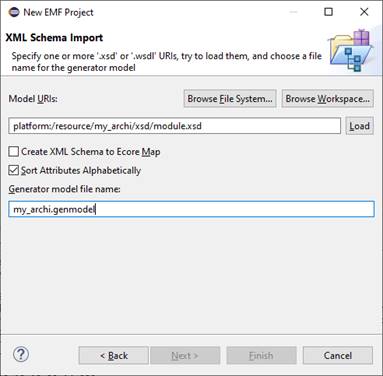 New EMF Project
XML Schema Import
Specify one or more '.xsd' or '.wsdl' URIs, try to load them, and choose a file
name for the generator model
Model URIs:
Browse File System...
Browse Workspace...
platform:/resource/my_archi/xsd/module.xsd
Load
Create XML Schema to Ecore Map
Sort Attributes Alphabetically
Generator model file name:
my_archi.genmodel
?
< Back
Next >
Finish
Cancel